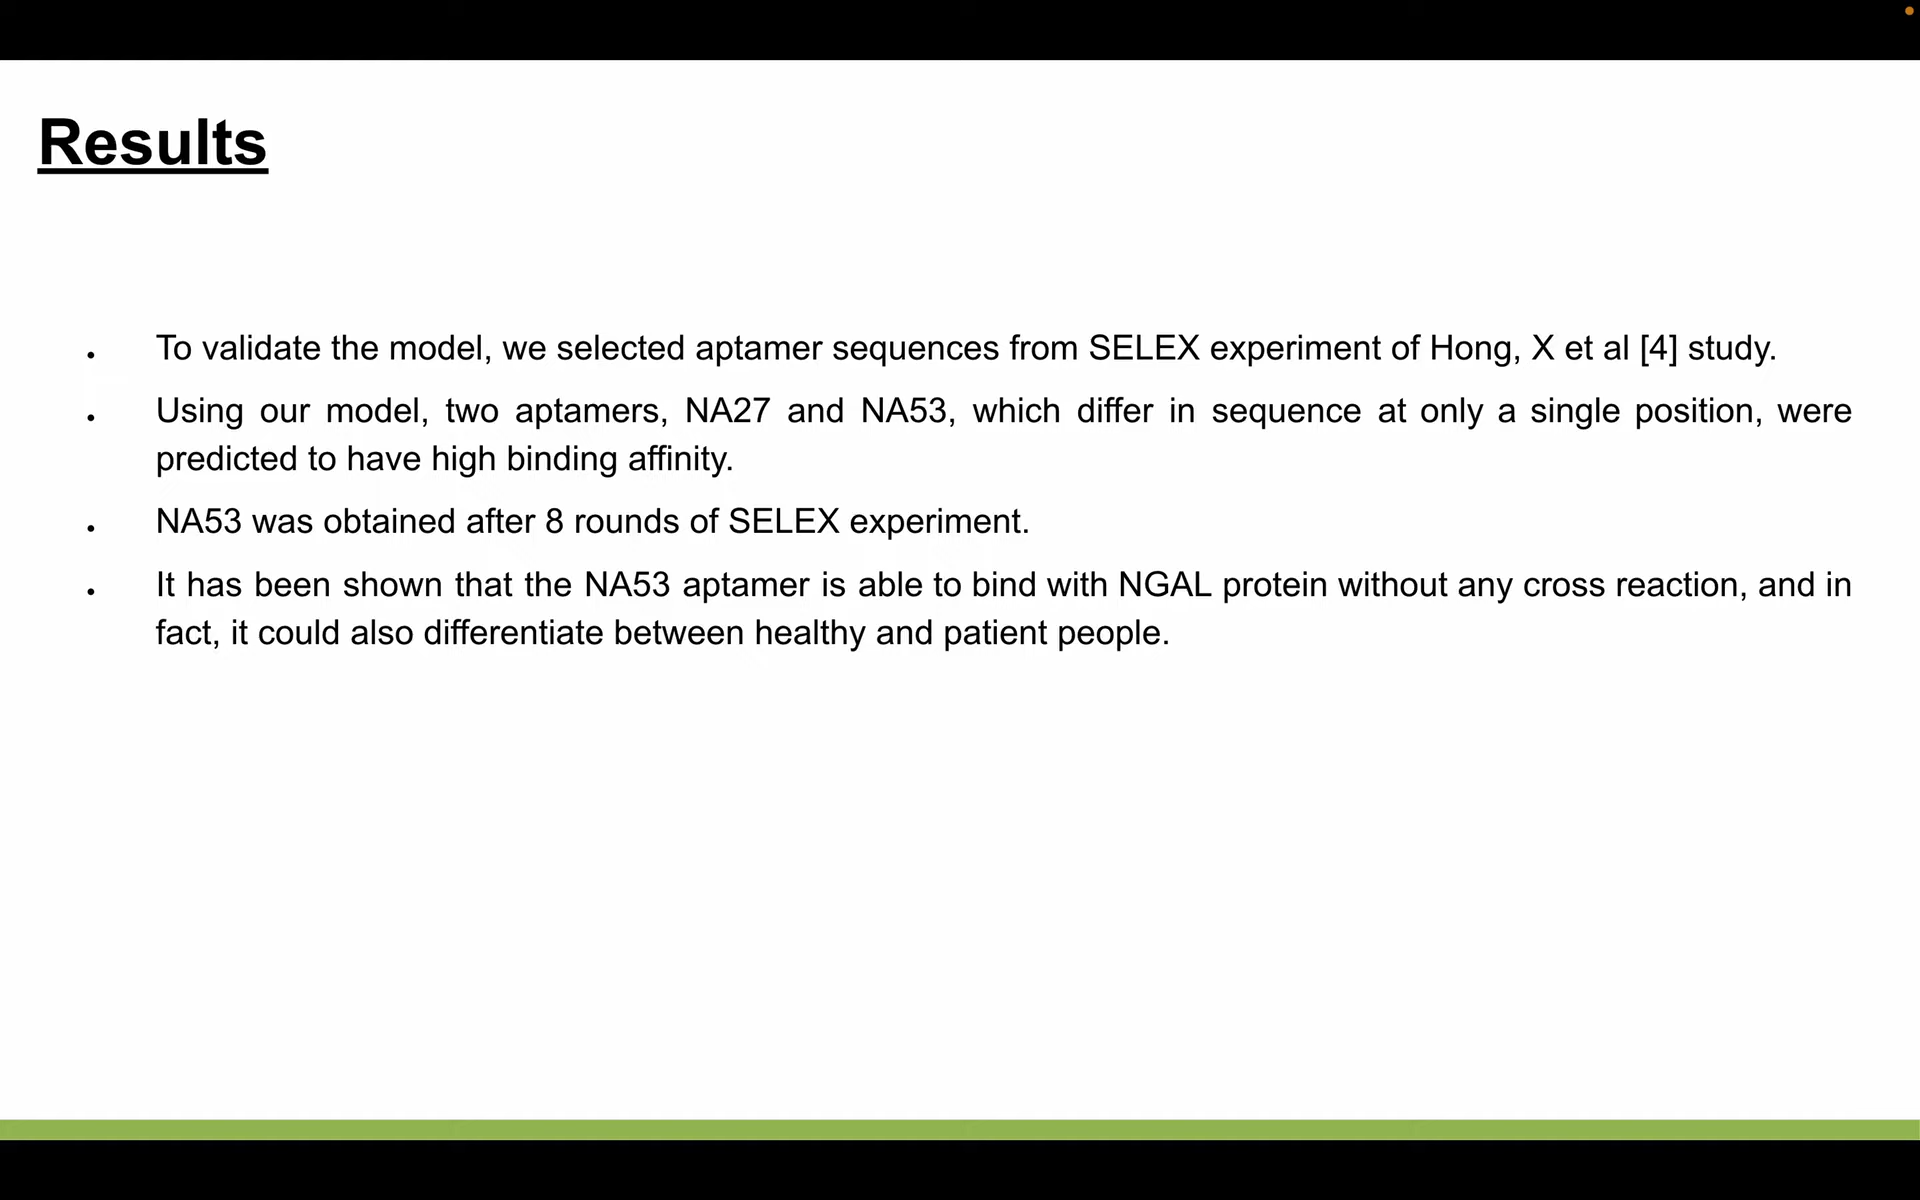 Results
To validate the model, we selected aptamer sequences from SELEX experiment of Hong, X et al [4] study.
Using our model, two aptamers, NA27 and NA53, which differ in sequence at only a single position, were
predicted to have high binding affinity.
NA53 was obtained after 8 rounds of SELEX experiment.
It has been shown that the NA53 aptamer is able to bind with NGAL protein without any cross reaction, and in
fact, it could also differentiate between healthy and patient people.